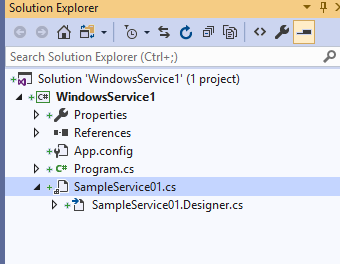 Solution Explorer
Search Solution Explorer (Ctrl+;)
Solution 'WindowsService1' (1 project)
C# WindowsService1
Properties
References
App.config
C# Program.cs
SampleService01.cs
SampleService01.Designer.cs